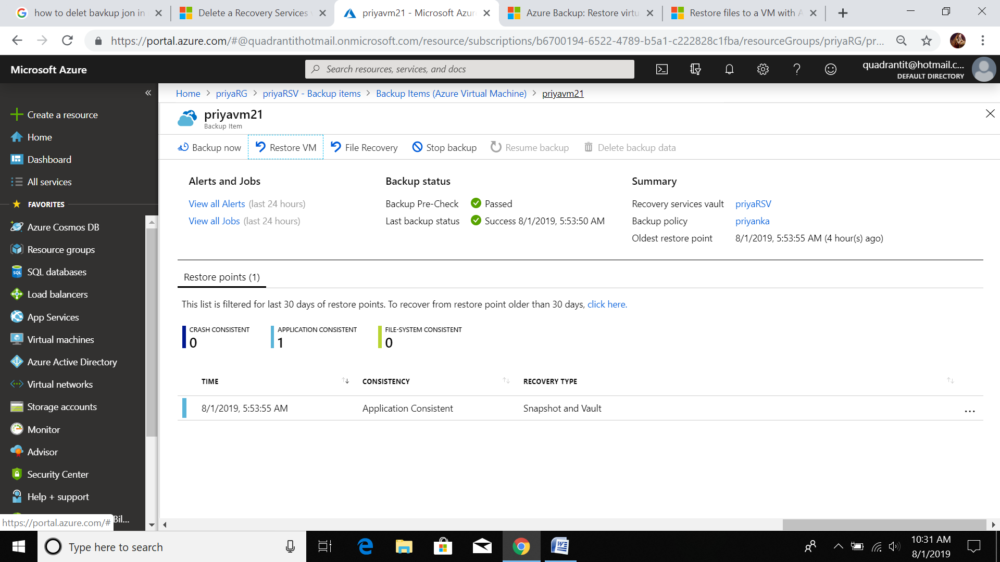 how to delet bavkup jon in
Delete a Recovery Services
priyavm21 - Microsoft Azur
Azure Backup: Restore virtu
Restore files to a VM with A
https://portal.azure.com/#@quadrantithotmail.onmicrosoft.com/resource/subscriptions/b6700194-6522-4789-b5a1-c222828c1fba/resourceGroups/priyaRG/pr...
Microsoft Azure
Search resources, services, and docs
quadrantit@hotmail.c...
DEFAULT DIRECTORY
Home > priyaRG > priyaRSV - Backup items > Backup Items (Azure Virtual Machine) > priyavm21
priyavm21
Backup Item
Backup now
Restore VM
File Recovery
Stop backup
Resume backup
Delete backup data
Create a resource
Home
Dashboard
All services
FAVORITES
Azure Cosmos DB
Resource groups
SQL databases
Load balancers
App Services
Virtual machines
Azure Active Directory
Virtual networks
Storage accounts
Monitor
Advisor
Security Center
Help + support
Bil...
https://portal.azure.com/#
Alerts and Jobs
View all Alerts (last 24 hours)
View all Jobs (last 24 hours)
Backup status
Backup Pre-Check Passed
Last backup status Success 8/1/2019, 5:53:50 AM
Summary
Recovery services vault priyaRSV
Backup policy priyanka
Oldest restore point 8/1/2019, 5:53:55 AM (4 hour(s) ago)
Restore points (1)
This list is filtered for last 30 days of restore points. To recover from restore point older than 30 days, click here.
CRASH CONSISTENT
0
APPLICATION CONSISTENT
1
FILE-SYSTEM CONSISTENT
0
TIME CONSISTENCY RECOVERY TYPE
8/1/2019, 5:53:55 AM Application Consistent Snapshot and Vault ...
Type here to search
10:31 AM
8/1/2019